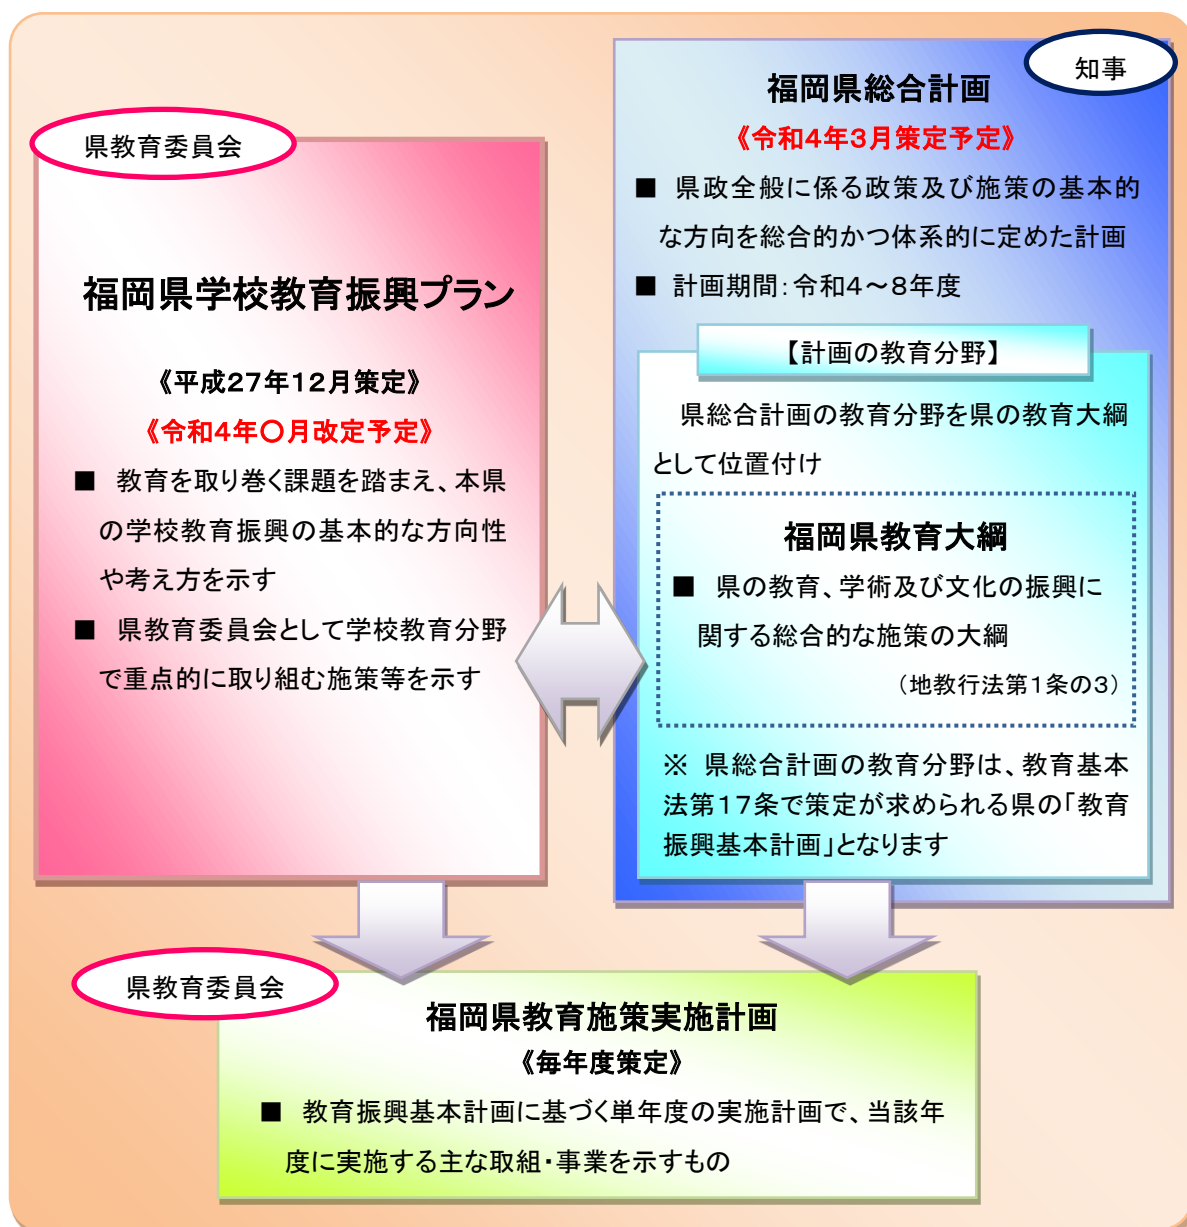 県教育委員会
福岡県学校教育振興プラン
《平成27年12月策定》
《令和4年〇月改定予定》
■ 教育を取り巻く課題を踏まえ、本県
の学校教育振興の基本的な方向性
や考え方を示す
■ 県教育委員会として学校教育分野
で重点的に取り組む施策等を示す
知事
福岡県総合計画
《令和4年3月策定予定》
■ 県政全般に係る政策及び施策の基本的
な方向を総合的かつ体系的に定めた計画
■ 計画期間：令和4～8年度
【計画の教育分野】
県総合計画の教育分野を県の教育大綱
として位置付け
福岡県教育大綱
■ 県の教育、学術及び文化の振興に
関する総合的な施策の大綱
（地教行法第1条の3）
※ 県総合計画の教育分野は、教育基本
法第17条で策定が求められる県の「教育
振興基本計画」となります
県教育委員会
福岡県教育施策実施計画
《毎年度策定》
■ 教育振興基本計画に基づく単年度の実施計画で、当該年
度に実施する主な取組・事業を示すもの